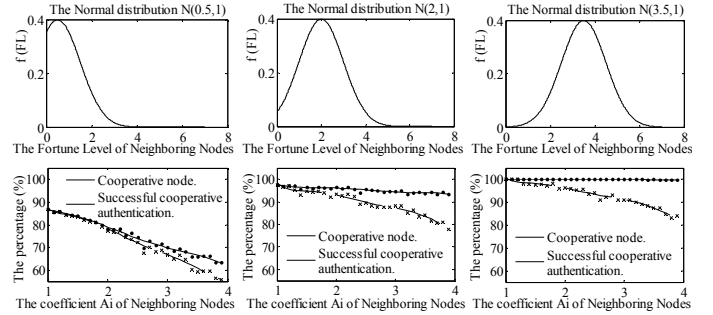 The Normal distribution N(0.5,1)
f (FL)
0.4
0.2
0
0 2 4 6 8
The Fortune Level of Neighboring Nodes
The Normal distribution N(2,1)
f (FL)
0.4
0.2
0
0 2 4 6 8
The Fortune Level of Neighboring Nodes
The Normal distribution N(3.5,1)
f (FL)
0.4
0.2
0
0 2 4 6 8
The Fortune Level of Neighboring Nodes
The percentage (%)
100
90
80
70
60
Cooperative node.
Successful cooperative
authentication.
1 2 3 4
The coefficient Ai of Neighboring Nodes
The percentage (%)
100
90
80
70
60
Cooperative node.
Successful cooperative
authentication.
1 2 3 4
The coefficient Ai of Neighboring Nodes
The percentage (%)
100
90
80
70
60
Cooperative node.
Successful cooperative
authentication.
1 2 3 4
The coefficient Ai of Neighboring Nodes